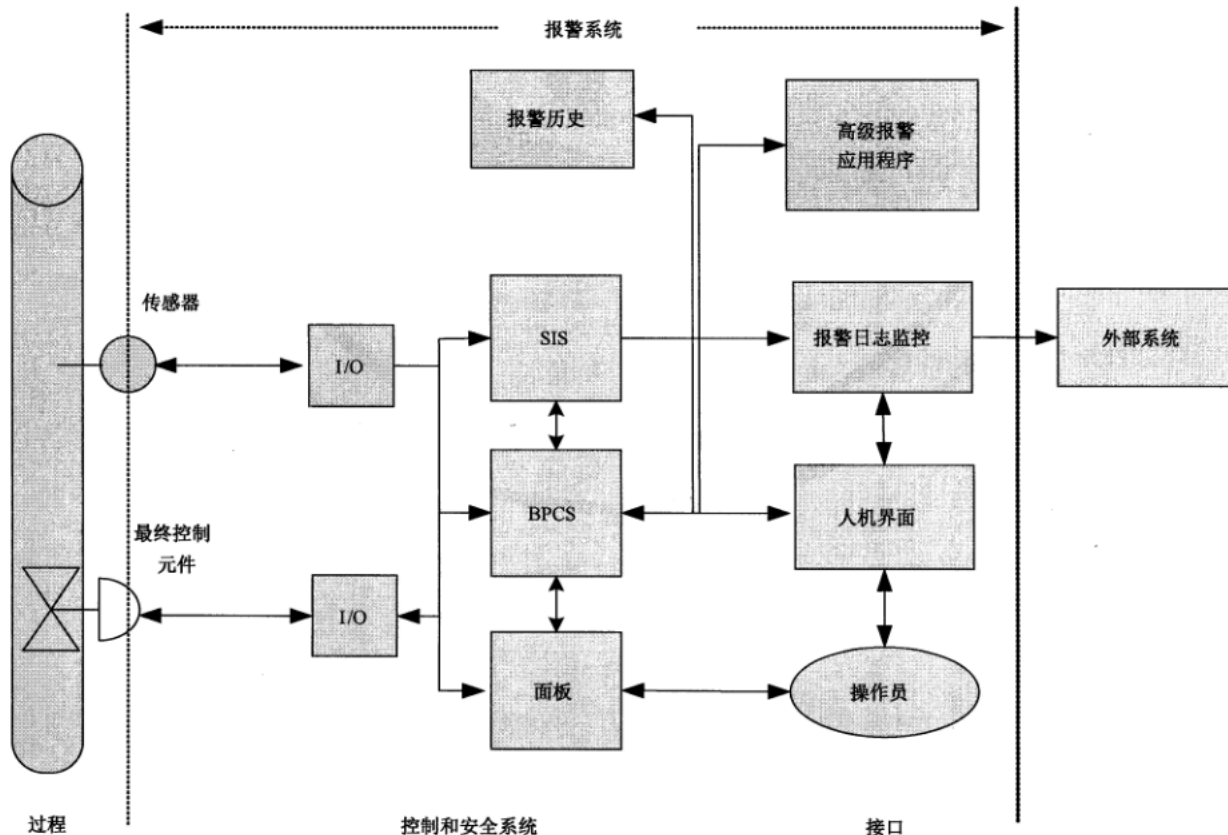 报警系统
报警历史
高级报警
应用程序
传感器
I/O
SIS
报警日志监控
外部系统
BPCS
人机界面
最终控制
元件
I/O
面板
操作员
过程
控制和安全系统
接口